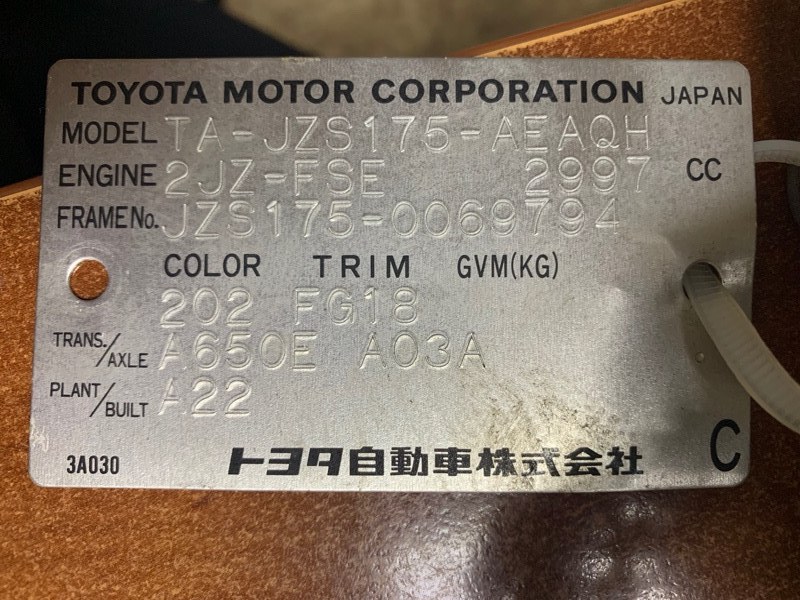 TOYOTA MOTOR CORPORATION JAPAN
MODEL TA-JZS175-AEAQH
ENGINE 2JZ-FSE 2997 CC
FRAME No. JZS175-0069794
COLOR TRIM GVM(KG)
202 FG18
TRANS./AXLE A650E A03A
PLANT/BUILT A22
3A030 トヨタ自動車株式会社 C